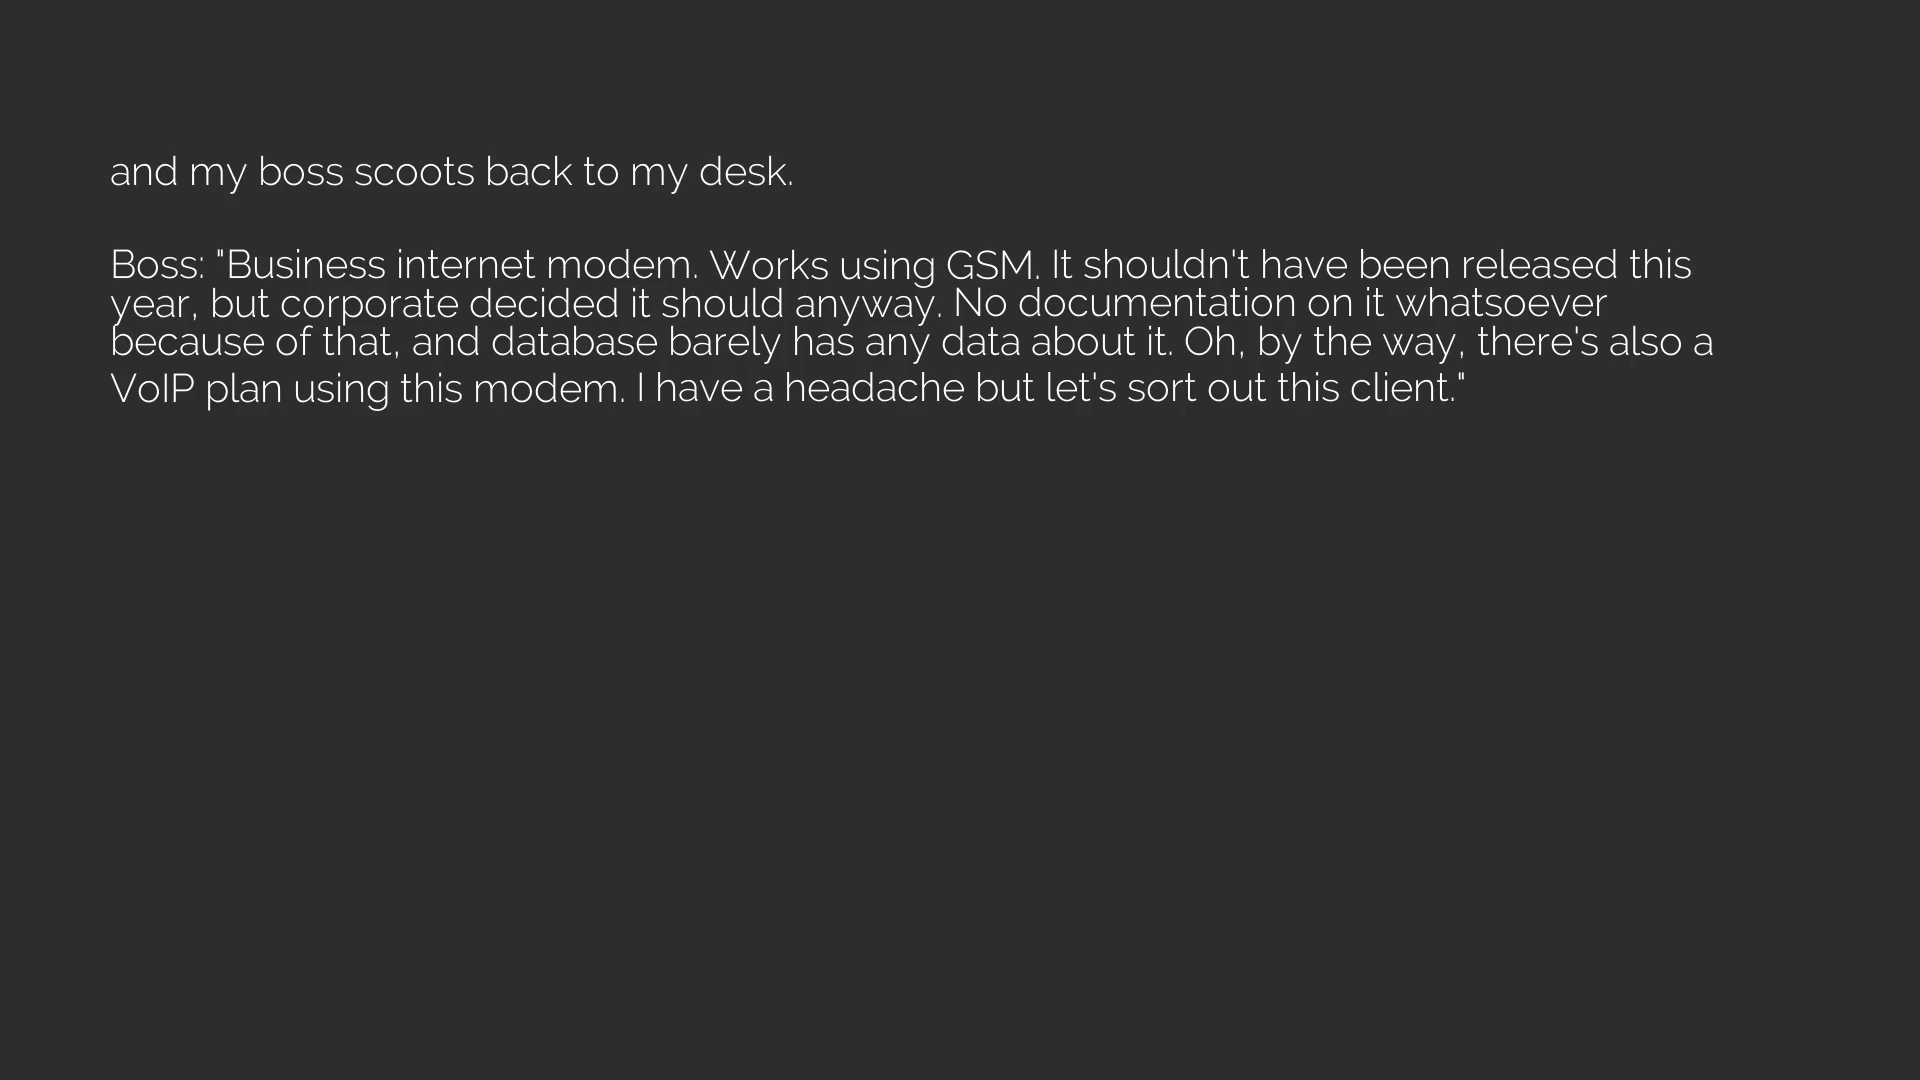 and my boss scoots back to my desk.
Boss: "Business internet modem. Works using GSM. It shouldn't have been released this
year, but corporate decided it should anyway. No documentation on it whatsoever
because of that, and database barely has any data about it. Oh, by the way, there's also a
VoIP plan using this modem. I have a headache but let's sort out this client."